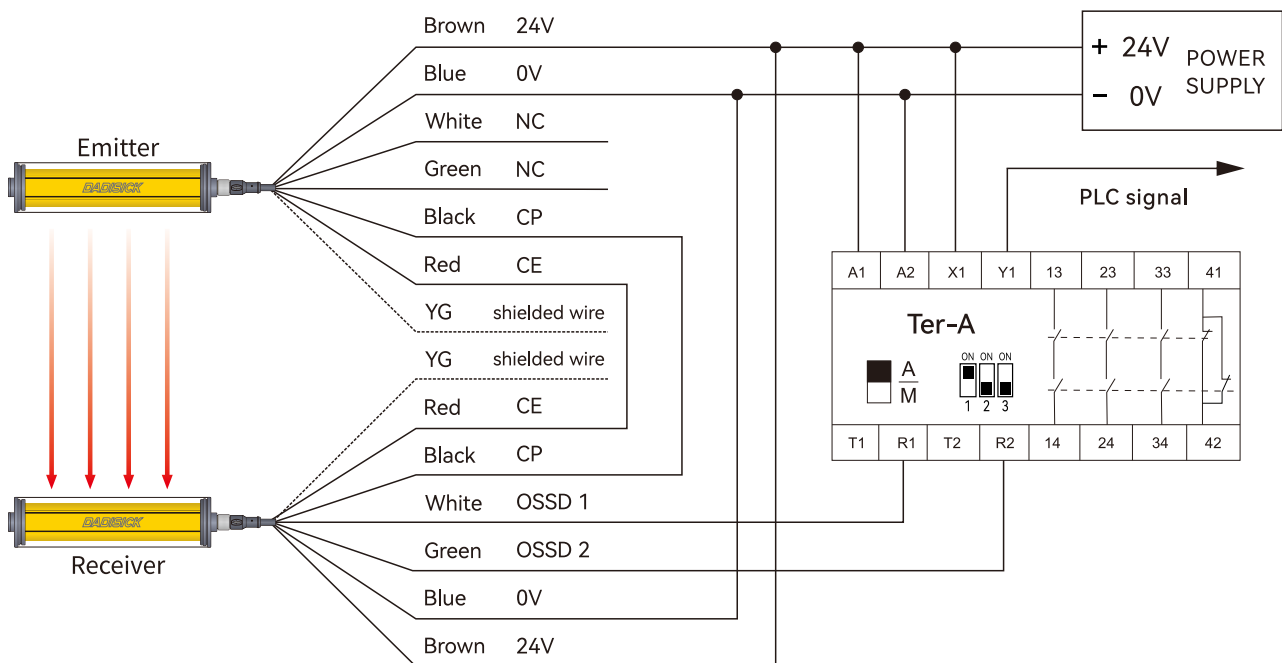 Brown 24V
Blue 0V
White NC
Green NC
Black CP
Red CE
YG shielded wire
YG shielded wire
Red CE
Black CP
White OSSD 1
Green OSSD 2
Blue 0V
Brown 24V
Emitter
DADISICK
DADISICK
Receiver
+ 24V
- 0V
POWER
SUPPLY
PLC signal
A1 A2 X1 Y1 13 23 33 41
Ter-A
A
M
ON ON ON
1 2 3
T1 R1 T2 R2 14 24 34 42